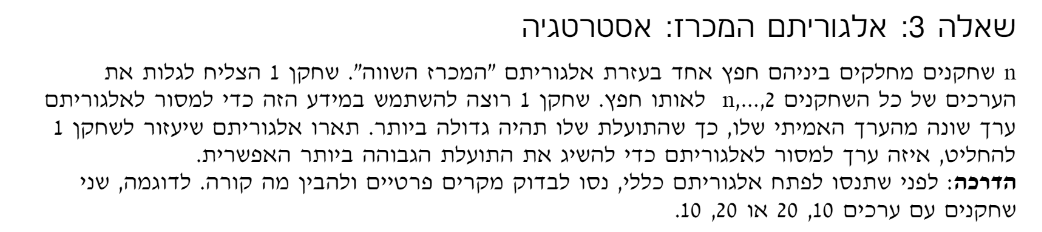 שאלה 3: אלגוריתם המכרז: אסטרטגיה
n שחקנים מחלקים ביניהם חפץ אחד בעזרת אלגוריתם "המכרז השווה". שחקן 1 הצליח לגלות את
הערכים של כל השחקנים 2,...,n לאותו חפץ. שחקן 1 רוצה להשתמש במידע הזה כדי למסור לאלגוריתם
ערך שונה מהערך האמיתי שלו, כך שהתועלת שלו תהיה גדולה ביותר. תארו אלגוריתם שיעזור לשחקן 1
להחליט, איזה ערך למסור לאלגוריתם כדי להשיג את התועלת הגבוהה ביותר האפשרית.
הדרכה: לפני שתנסו לפתח אלגוריתם כללי, נסו לבדוק מקרים פרטיים ולהבין מה קורה. לדוגמה, שני
שחקנים עם ערכים 10, 20 או 20, 10.